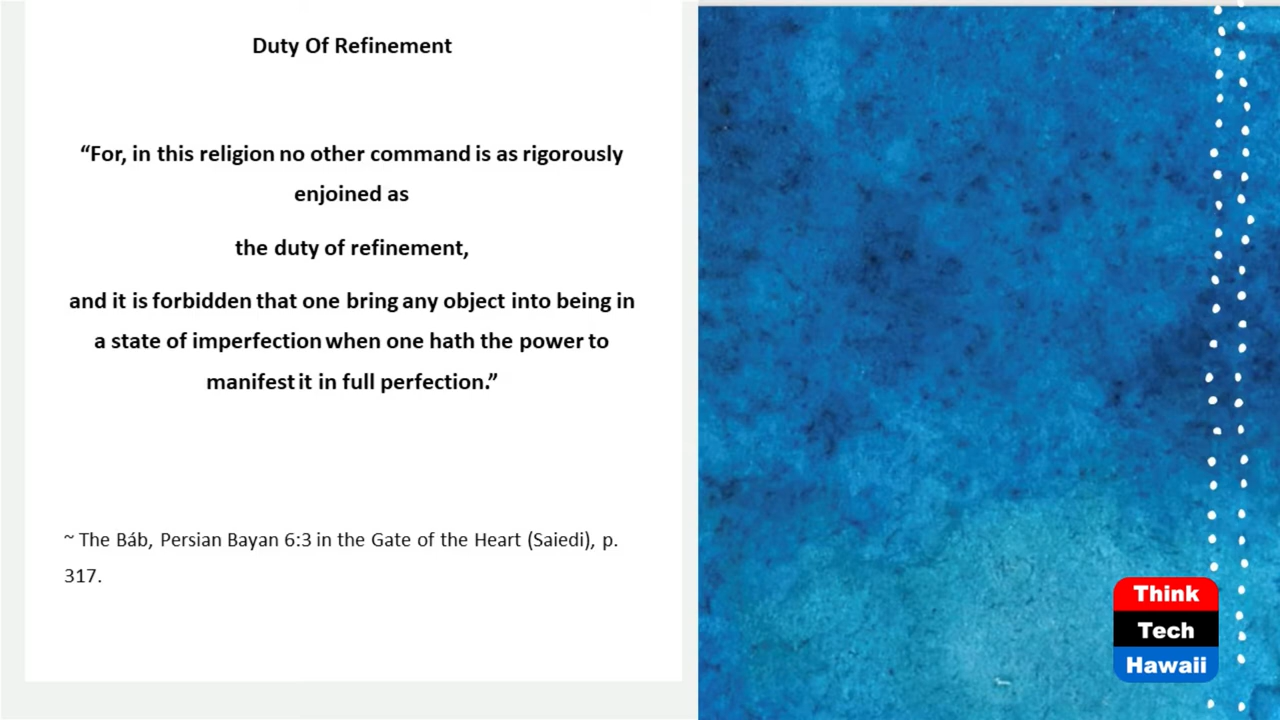 Duty Of Refinement
“For, in this religion no other command is as rigorously
enjoined as
the duty of refinement,
and it is forbidden that one bring any object into being in
a state of imperfection when one hath the power to
manifest it in full perfection.”
~ The Báb, Persian Bayan 6:3 in the Gate of the Heart (Saiedi), p.
317.
Think
Tech
Hawaii